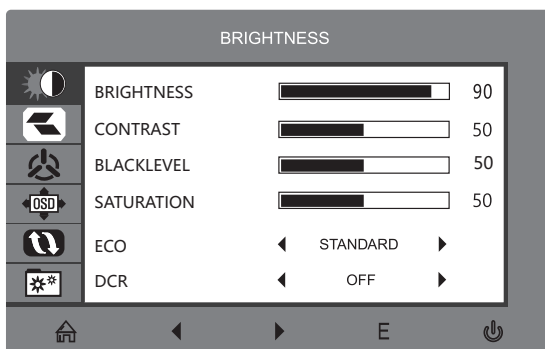 BRIGHTNESS
BRIGHTNESS 90
CONTRAST 50
BLACKLEVEL 50
SATURATION 50
OSD
ECO STANDARD
DCR OFF
E